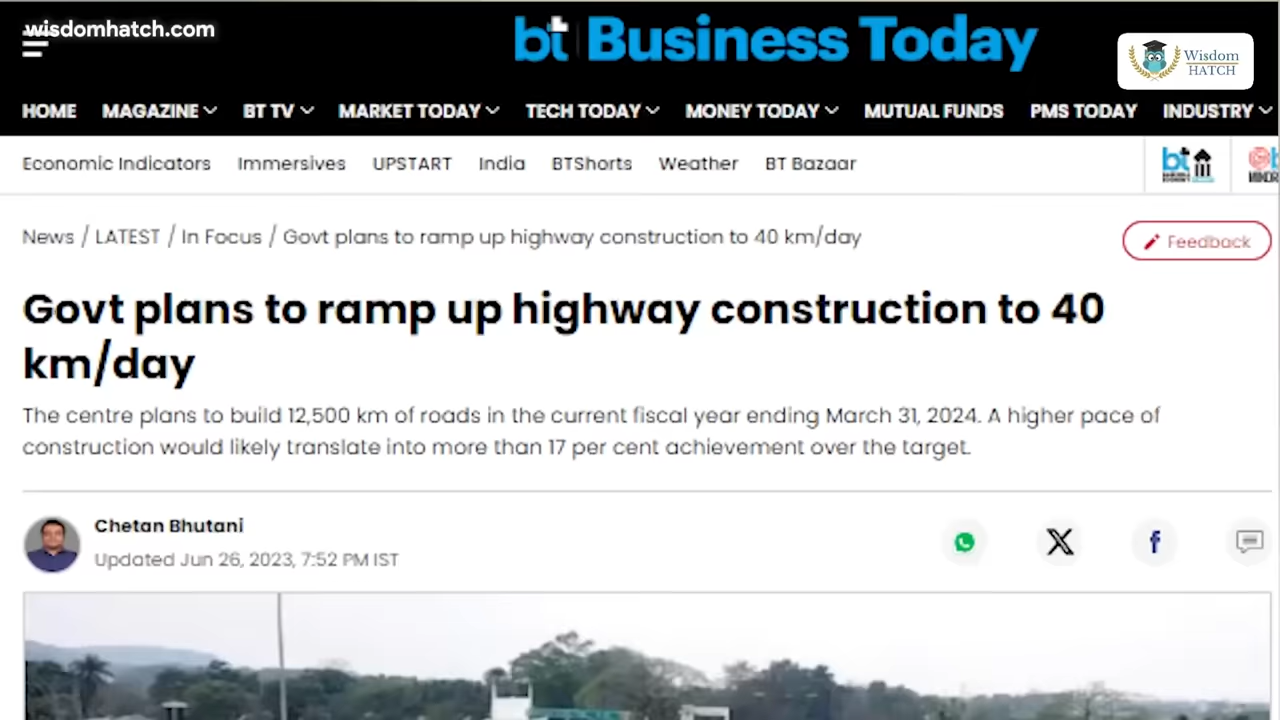 wisdomhatch.com
bt Business Today
Wisdom
HATCH
HOME MAGAZINE BT TV MARKET TODAY TECH TODAY MONEY TODAY MUTUAL FUNDS PMS TODAY INDUSTRY
Economic Indicators Immersives UPSTART India BTShorts Weather BT Bazaar
bt
News / LATEST / In Focus / Govt plans to ramp up highway construction to 40 km/day
Feedback
Govt plans to ramp up highway construction to 40
km/day
The centre plans to build 12,500 km of roads in the current fiscal year ending March 31, 2024. A higher pace of
construction would likely translate into more than 17 per cent achievement over the target.
Chetan Bhutani
Updated Jun 26, 2023, 7:52 PM IST